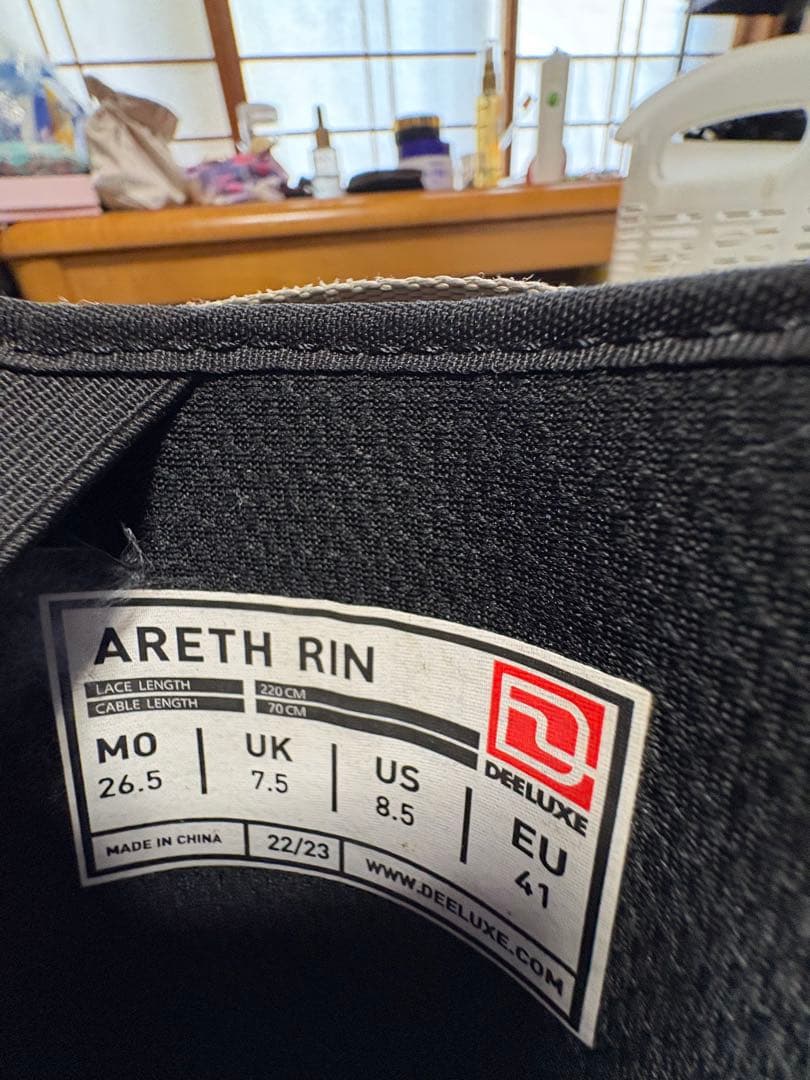 ARETH RIN
LACE LENGTH 220 CM
CABLE LENGTH 70 CM
DEELUXE
MO UK US EU
26.5 7.5 8.5 41
MADE IN CHINA 22/23 WWW.DEELUXE.COM